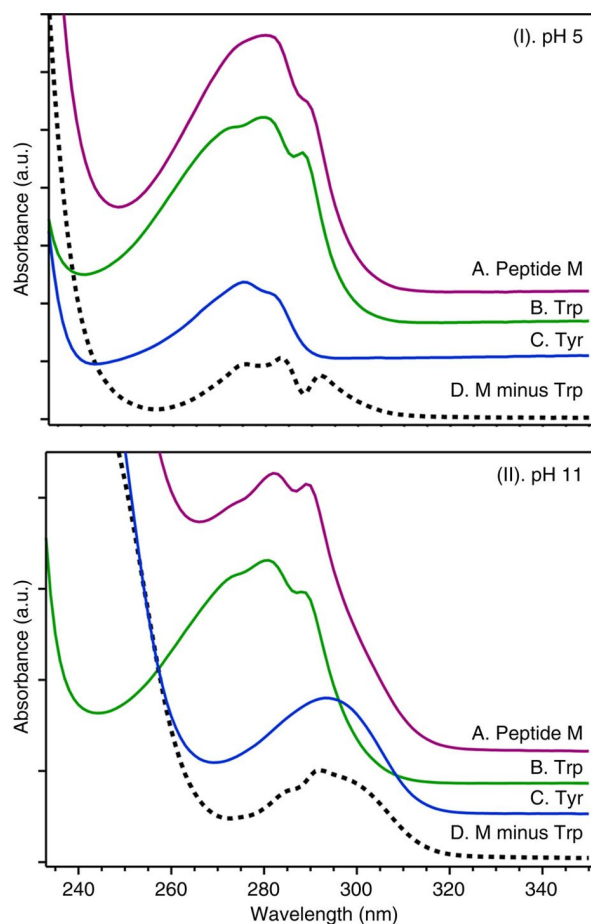 (I). pH 5
Absorbance (a.u.)
A. Peptide M
B. Trp
C. Tyr
D. M minus Trp
(II). pH 11
Absorbance (a.u.)
A. Peptide M
B. Trp
C. Tyr
D. M minus Trp
240 260 280 300 320 340
Wavelength (nm)